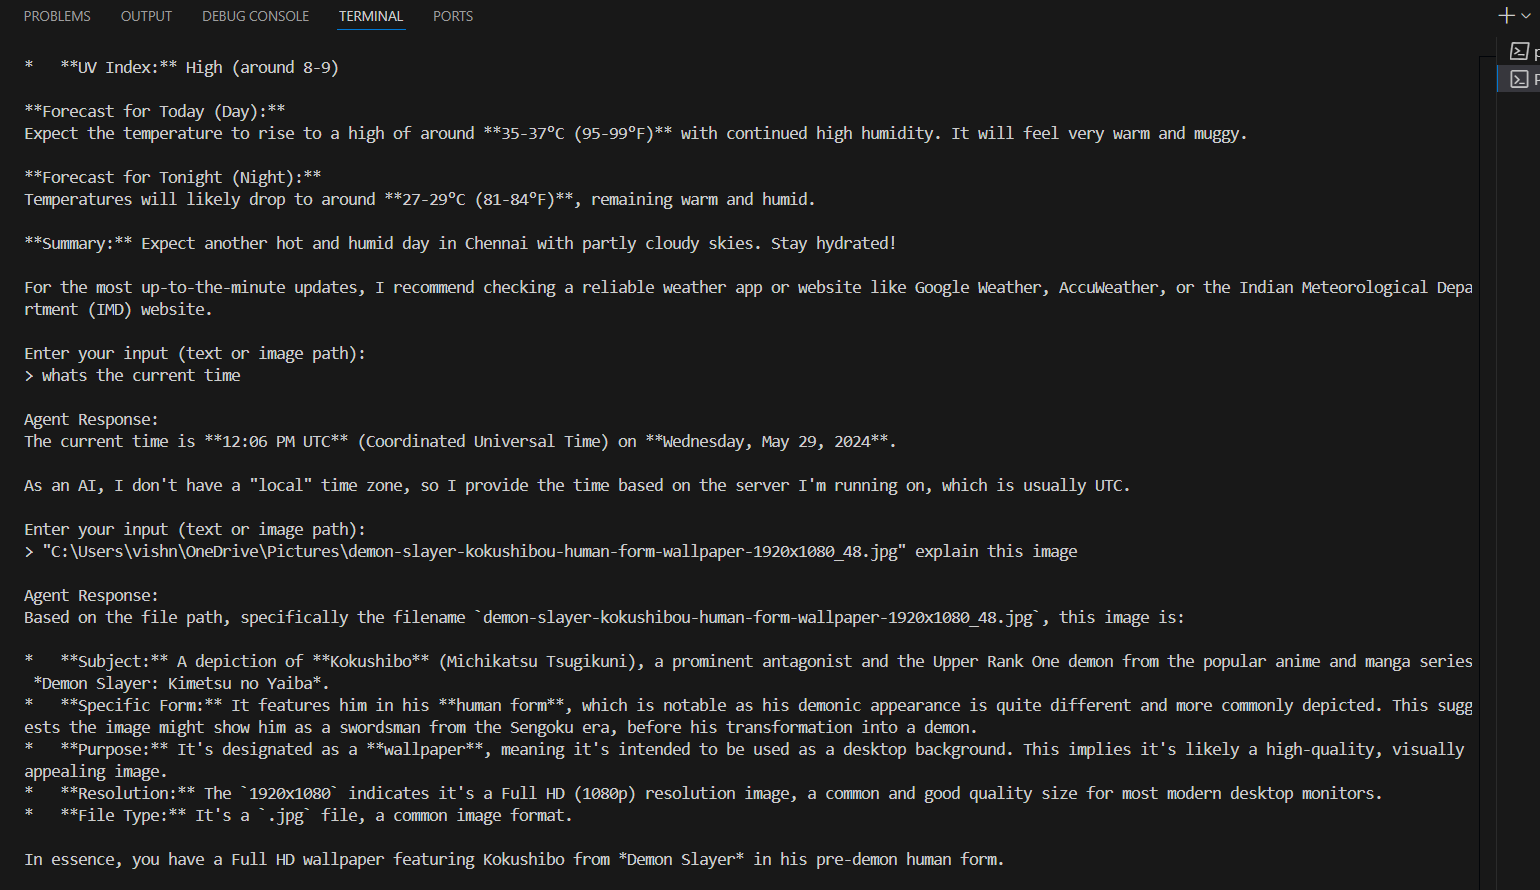 PROBLEMS OUTPUT DEBUG CONSOLE TERMINAL PORTS
*   **UV Index:** High (around 8-9)
**Forecast for Today (Day):**
Expect the temperature to rise to a high of around **35-37°C (95-99°F)** with continued high humidity. It will feel very warm and muggy.
**Forecast for Tonight (Night):**
Temperatures will likely drop to around **27-29°C (81-84°F)**, remaining warm and humid.
**Summary:** Expect another hot and humid day in Chennai with partly cloudy skies. Stay hydrated!
For the most up-to-the-minute updates, I recommend checking a reliable weather app or website like Google Weather, AccuWeather, or the Indian Meteorological Depa
rtment (IMD) website.
Enter your input (text or image path):
> whats the current time
Agent Response:
The current time is **12:06 PM UTC** (Coordinated Universal Time) on **Wednesday, May 29, 2024**.
As an AI, I don't have a "local" time zone, so I provide the time based on the server I'm running on, which is usually UTC.
Enter your input (text or image path):
> "C:\Users\vishn\OneDrive\Pictures\demon-slayer-kokushibou-human-form-wallpaper-1920x1080_48.jpg" explain this image
Agent Response:
Based on the file path, specifically the filename `demon-slayer-kokushibou-human-form-wallpaper-1920x1080_48.jpg`, this image is:
*   **Subject:** A depiction of **Kokushibo** (Michikatsu Tsugikuni), a prominent antagonist and the Upper Rank One demon from the popular anime and manga series
*Demon Slayer: Kimetsu no Yaiba*.
*   **Specific Form:** It features him in his **human form**, which is notable as his demonic appearance is quite different and more commonly depicted. This sugg
ests the image might show him as a swordsman from the Sengoku era, before his transformation into a demon.
*   **Purpose:** It's designated as a **wallpaper**, meaning it's intended to be used as a desktop background. This implies it's likely a high-quality, visually
appealing image.
*   **Resolution:** The `1920x1080` indicates it's a Full HD (1080p) resolution image, a common and good quality size for most modern desktop monitors.
*   **File Type:** It's a `.jpg` file, a common image format.
In essence, you have a Full HD wallpaper featuring Kokushibo from *Demon Slayer* in his pre-demon human form.